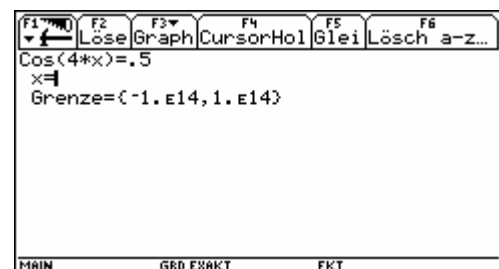 F1 F2 F3 F4 F5 F6
Löse Graph CursorHol Glei Lösch a-z…
Cos(4*x)=.5
x=
Grenze={-1.E14,1.E14}
MAIN GRD EXAKT FKT